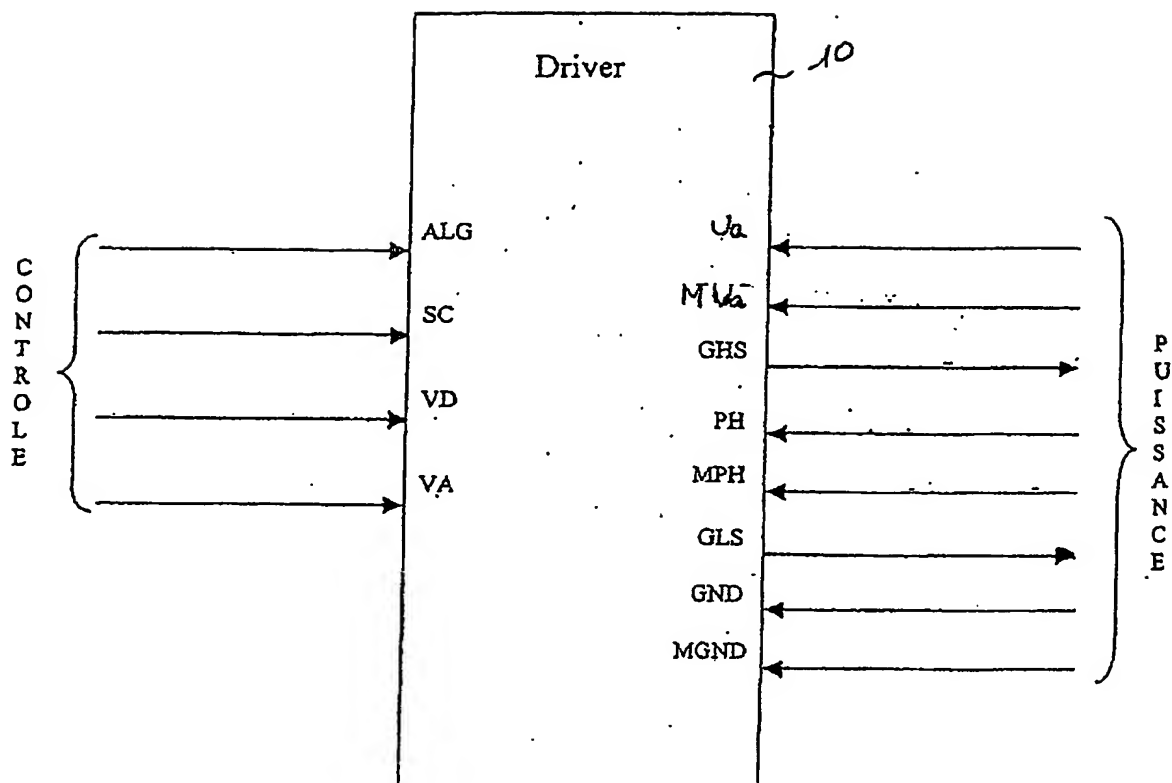 Driver
10
CONTROLE
ALG
SC
VD
VA
Ua
MUa
GHS
PH
MPH
GLS
GND
MGND
PUISSANCE